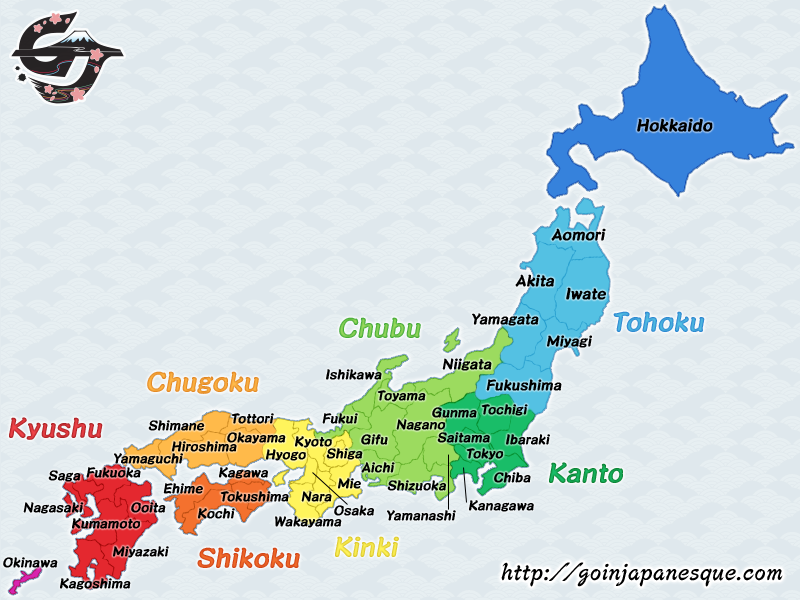 Hokkaido
Aomori
Akita
Iwate
Yamagata
Tohoku
Miyagi
Chubu
Niigata
Ishikawa
Fukushima
Chugoku
Toyama
Tochigi
Gunma
Tottori
Fukui
Shimane
Nagano
Kyushu
Okayama
Kyoto
Gifu
Saitama
Ibaraki
Hiroshima
Hyogo
Shiga
Tokyo
Yamaguchi
Aichi
Saga
Fukuoka
Kagawa
Kanto
Chiba
Mie
Shizuoka
Ehime
Tokushima
Nara
Nagasaki
Ooita
Kochi
Osaka
Kanagawa
Yamanashi
Kumamoto
Wakayama
Miyazaki
Kinki
Shikoku
Okinawa
Kagoshima
http://goinjapanesque.com/